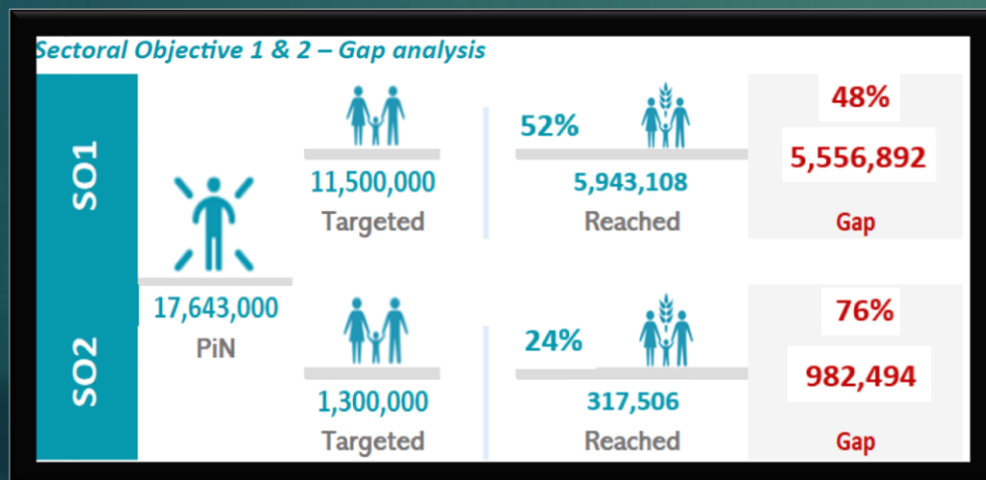 Sectoral Objective 1 & 2 – Gap analysis
SO1
17,643,000
PiN
11,500,000
Targeted
52%
5,943,108
Reached
48%
5,556,892
Gap
SO2
1,300,000
Targeted
24%
317,506
Reached
76%
982,494
Gap